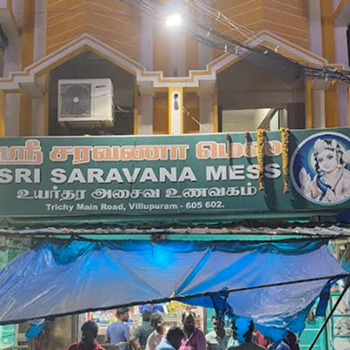 ஸ்ரீ சரவணா மெஸ்
SRI SARAVANA MESS
உயர்தர அசைவ உணவகம்
Trichy Main Road, Villupuram - 605 602.